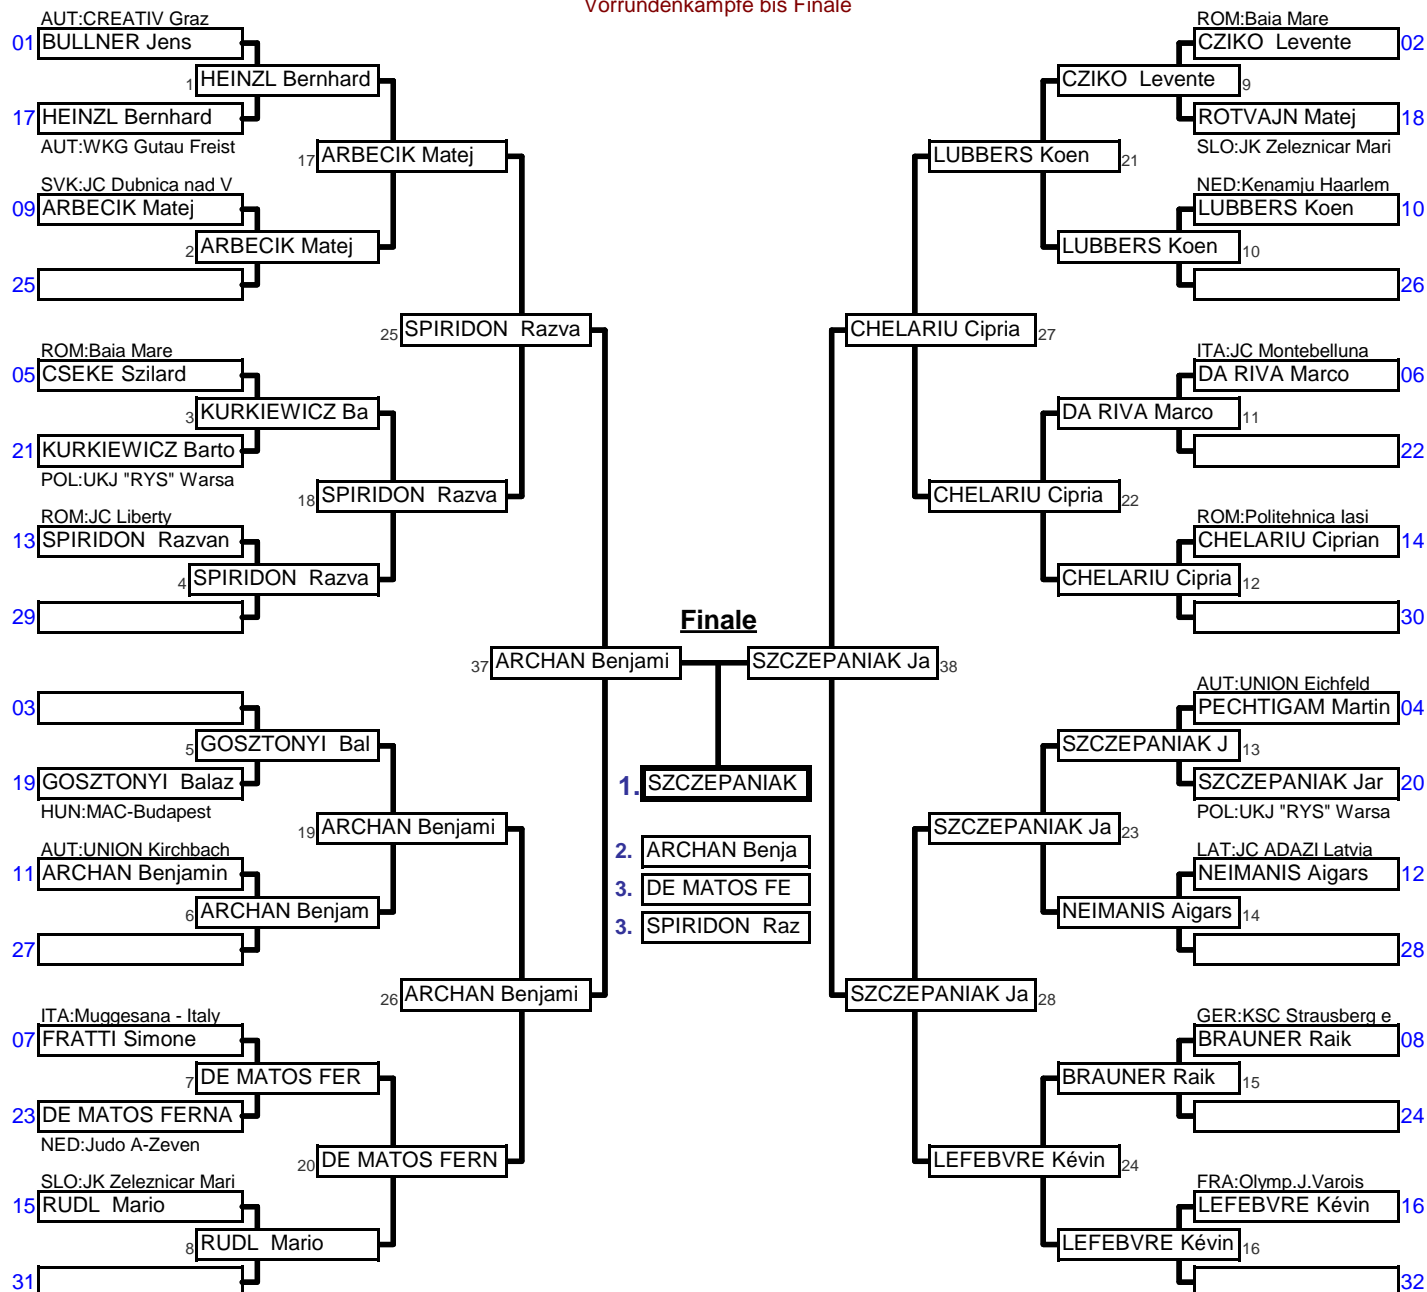 Vorrundenkämpfe bis Finale
AUT:CREATIV Graz
01 BULLNER Jens
1 HEINZL Bernhard
17 HEINZL Bernhard
AUT:WKG Gutau Freist
17 ARBECIK Matej
SVK:JC Dubnica nad V
09 ARBECIK Matej
2 ARBECIK Matej
25
25 SPIRIDON Razva
ROM:Baia Mare
05 CSEKE Szilard
3 KURKIEWICZ Ba
21 KURKIEWICZ Barto
POL:UKJ "RYS" Warsa
18 SPIRIDON Razva
ROM:JC Liberty
13 SPIRIDON Razvan
4 SPIRIDON Razva
29
37 ARCHAN Benjami
03
5 GOSZTONYI Bal
19 GOSZTONYI Balaz
HUN:MAC-Budapest
19 ARCHAN Benjami
AUT:UNION Kirchbach
11 ARCHAN Benjamin
6 ARCHAN Benjam
27
26 ARCHAN Benjami
ITA:Muggesana - Italy
07 FRATTI Simone
7 DE MATOS FER
23 DE MATOS FERNA
NED:Judo A-Zeven
20 DE MATOS FERN
SLO:JK Zeleznicar Mari
15 RUDL Mario
8 RUDL Mario
31
Finale
1. SZCZEPANIAK
2. ARCHAN Benja
3. DE MATOS FE
3. SPIRIDON Raz
ROM:Baia Mare
CZIKO Levente 02
CZIKO Levente 9
ROTVAJN Matej 18
SLO:JK Zeleznicar Mari
LUBBERS Koen 21
NED:Kenamju Haarlem
LUBBERS Koen 10
LUBBERS Koen 10
26
CHELARIU Cipria 27
ITA:JC Montebelluna
DA RIVA Marco 06
DA RIVA Marco 11
22
CHELARIU Cipria 22
ROM:Politehnica Iasi
CHELARIU Ciprian 14
CHELARIU Cipria 12
30
SZCZEPANIAK Ja 38
AUT:UNION Eichfeld
PECHTIGAM Martin 04
SZCZEPANIAK J 13
SZCZEPANIAK Jar 20
POL:UKJ "RYS" Warsa
SZCZEPANIAK Ja 23
LAT:JC ADAZI Latvia
NEIMANIS Aigars 12
NEIMANIS Aigars 14
28
SZCZEPANIAK Ja 28
GER:KSC Strausberg e
BRAUNER Raik 08
BRAUNER Raik 15
24
LEFEBVRE Kévin 24
FRA:Olymp.J.Varois
LEFEBVRE Kévin 16
LEFEBVRE Kévin 16
32